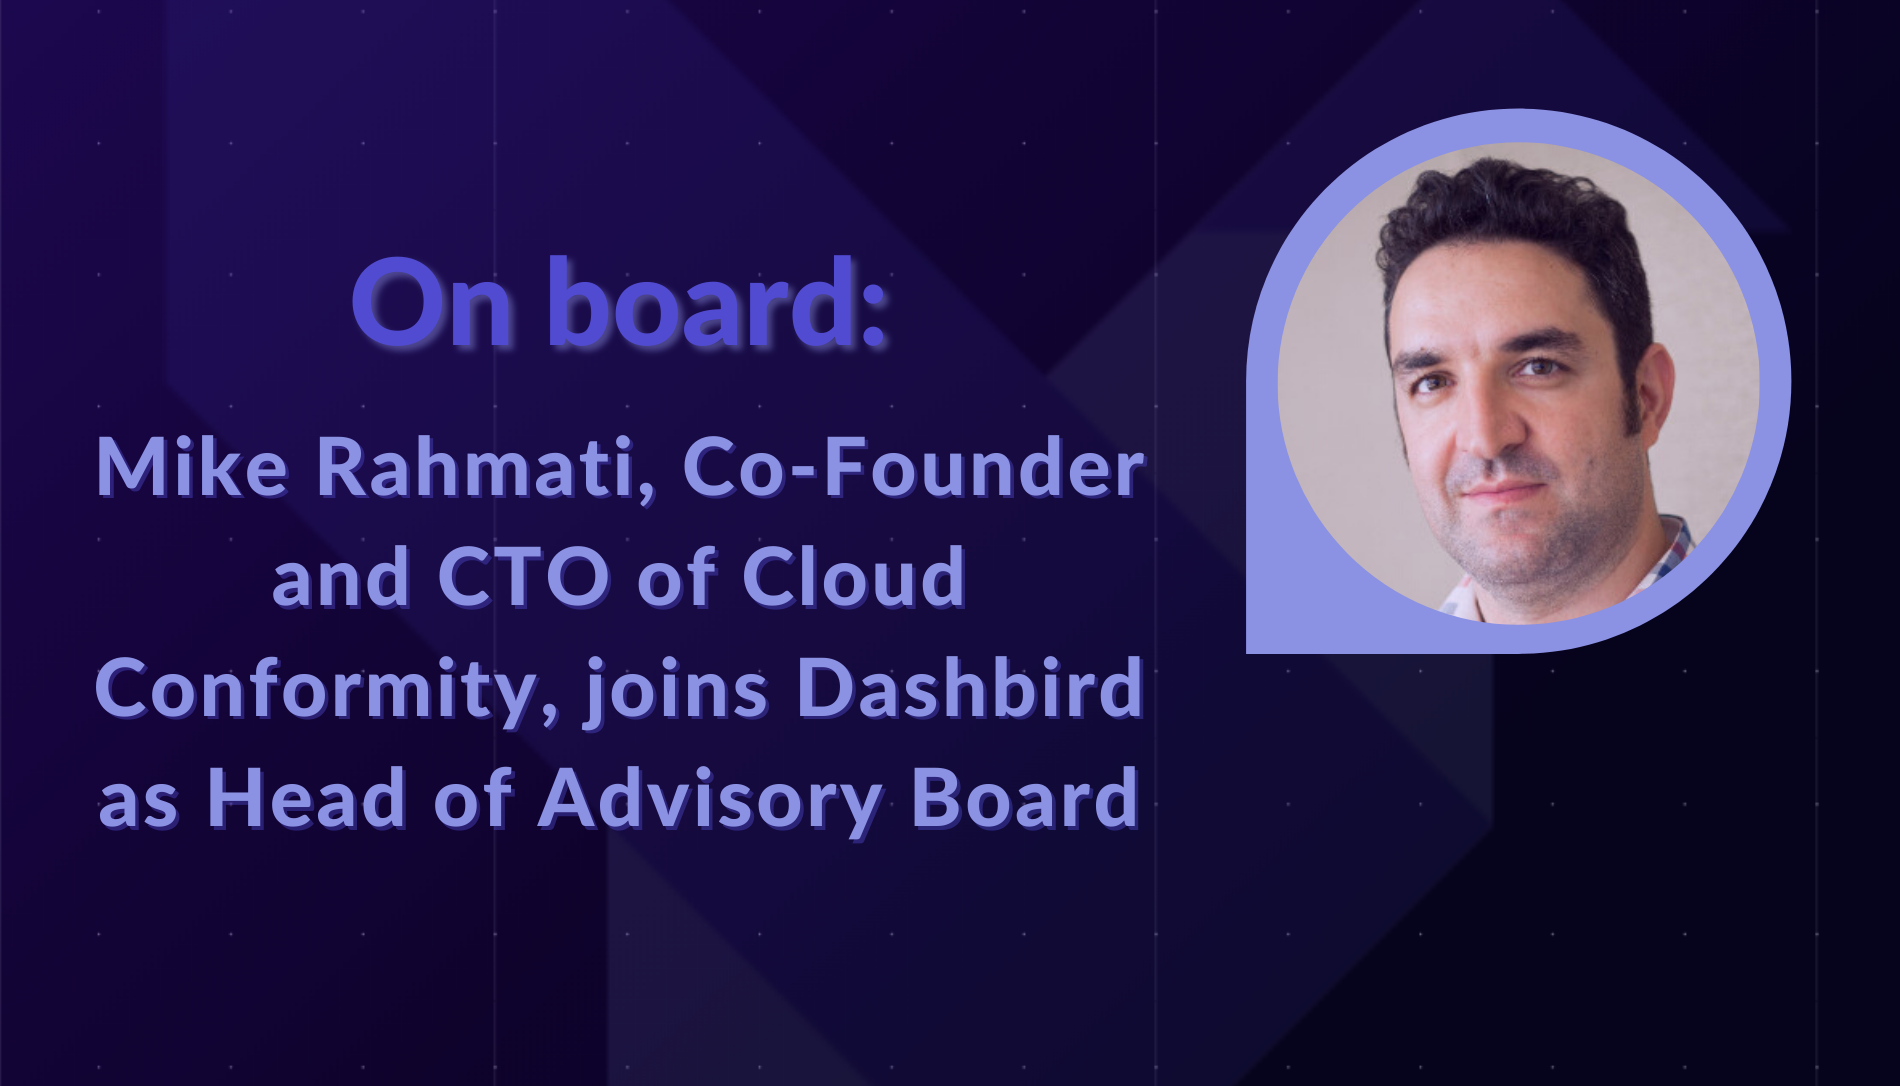 On board:
Mike Rahmati, Co-Founder
and CTO of Cloud
Conformity, joins Dashbird
as Head of Advisory Board